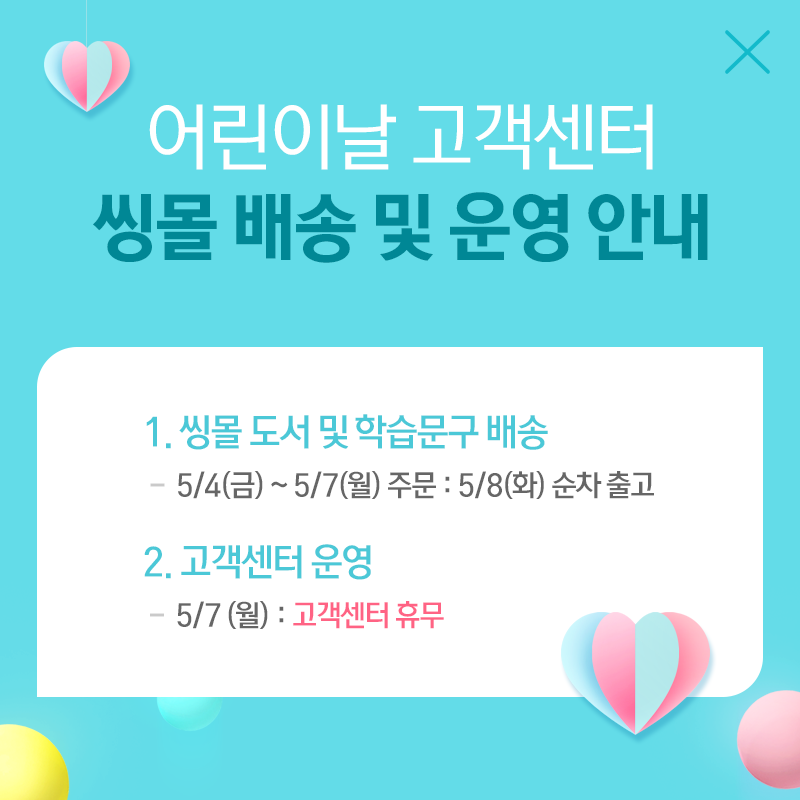 어린이날 고객센터
씽몰 배송 및 운영 안내
1. 씽몰 도서 및 학습문구 배송
- 5/4(금) ~ 5/7(월) 주문 : 5/8(화) 순차 출고
2. 고객센터 운영
- 5/7 (월) : 고객센터 휴무